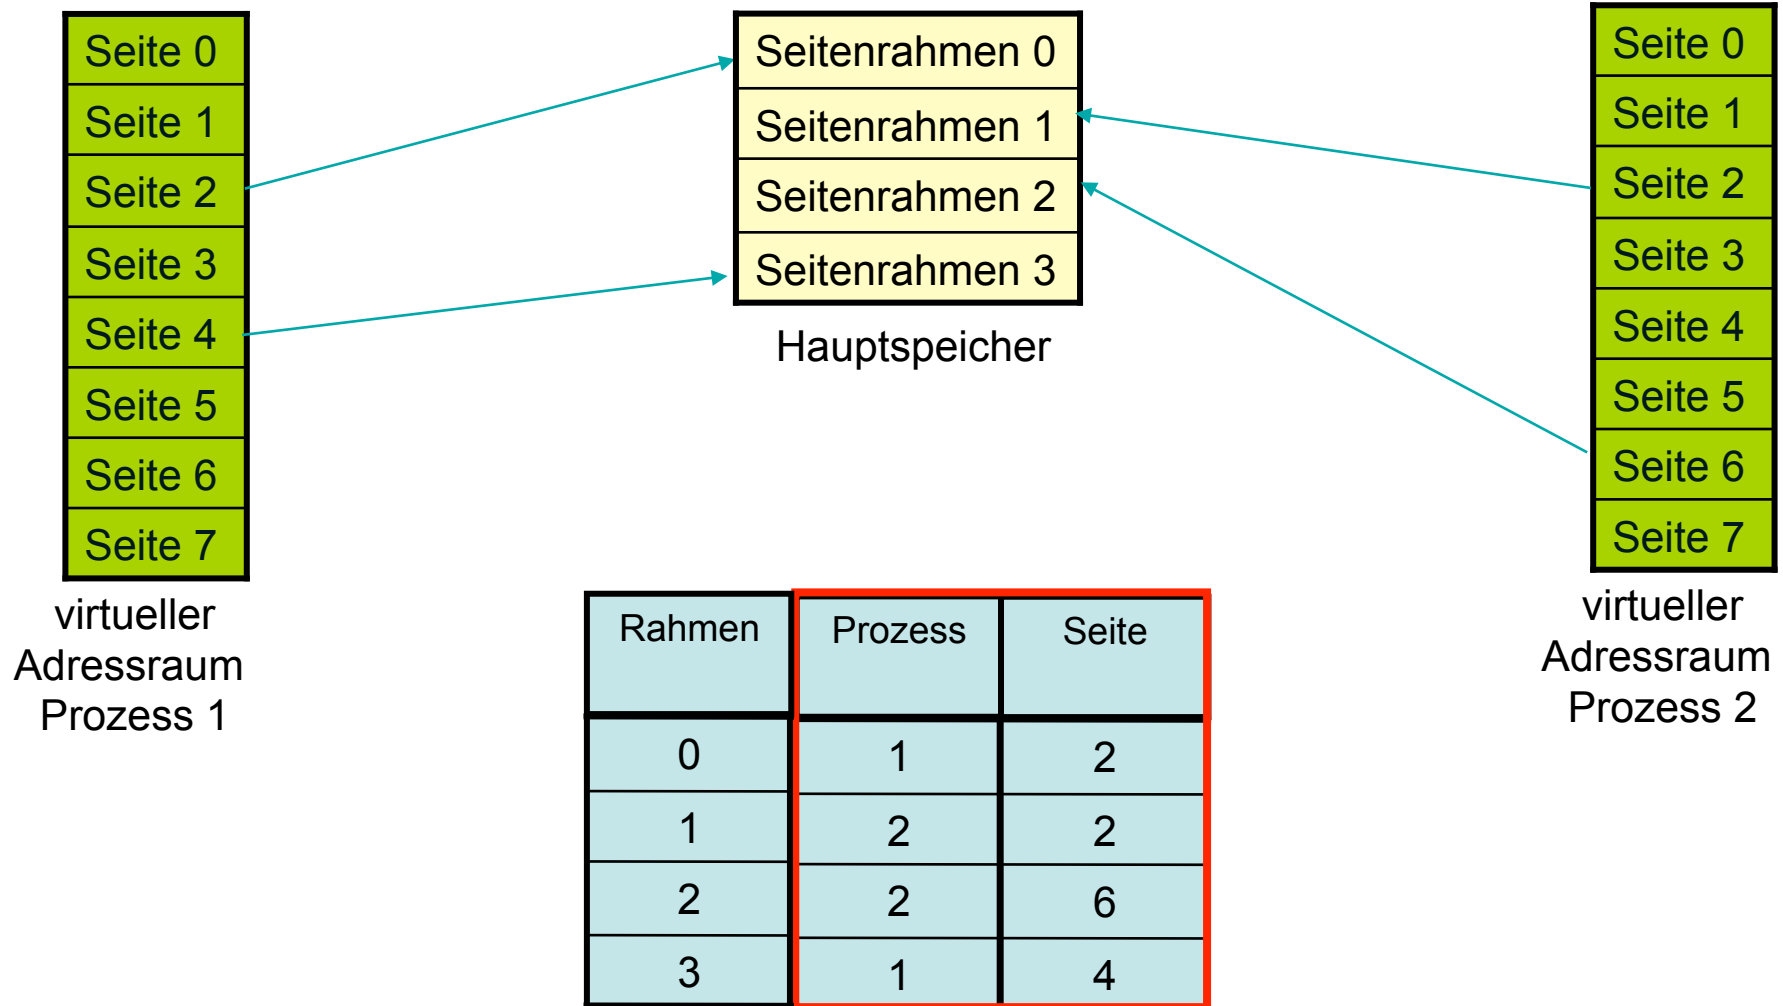 Seite 0
Seite 1
Seite 2
Seite 3
Seite 4
Seite 5
Seite 6
Seite 7
virtueller
Adressraum
Prozess 1
Seitenrahmen 0
Seitenrahmen 1
Seitenrahmen 2
Seitenrahmen 3
Hauptspeicher
Seite 0
Seite 1
Seite 2
Seite 3
Seite 4
Seite 5
Seite 6
Seite 7
virtueller
Adressraum
Prozess 2
Rahmen Prozess Seite
0 1 2
1 2 2
2 2 6
3 1 4